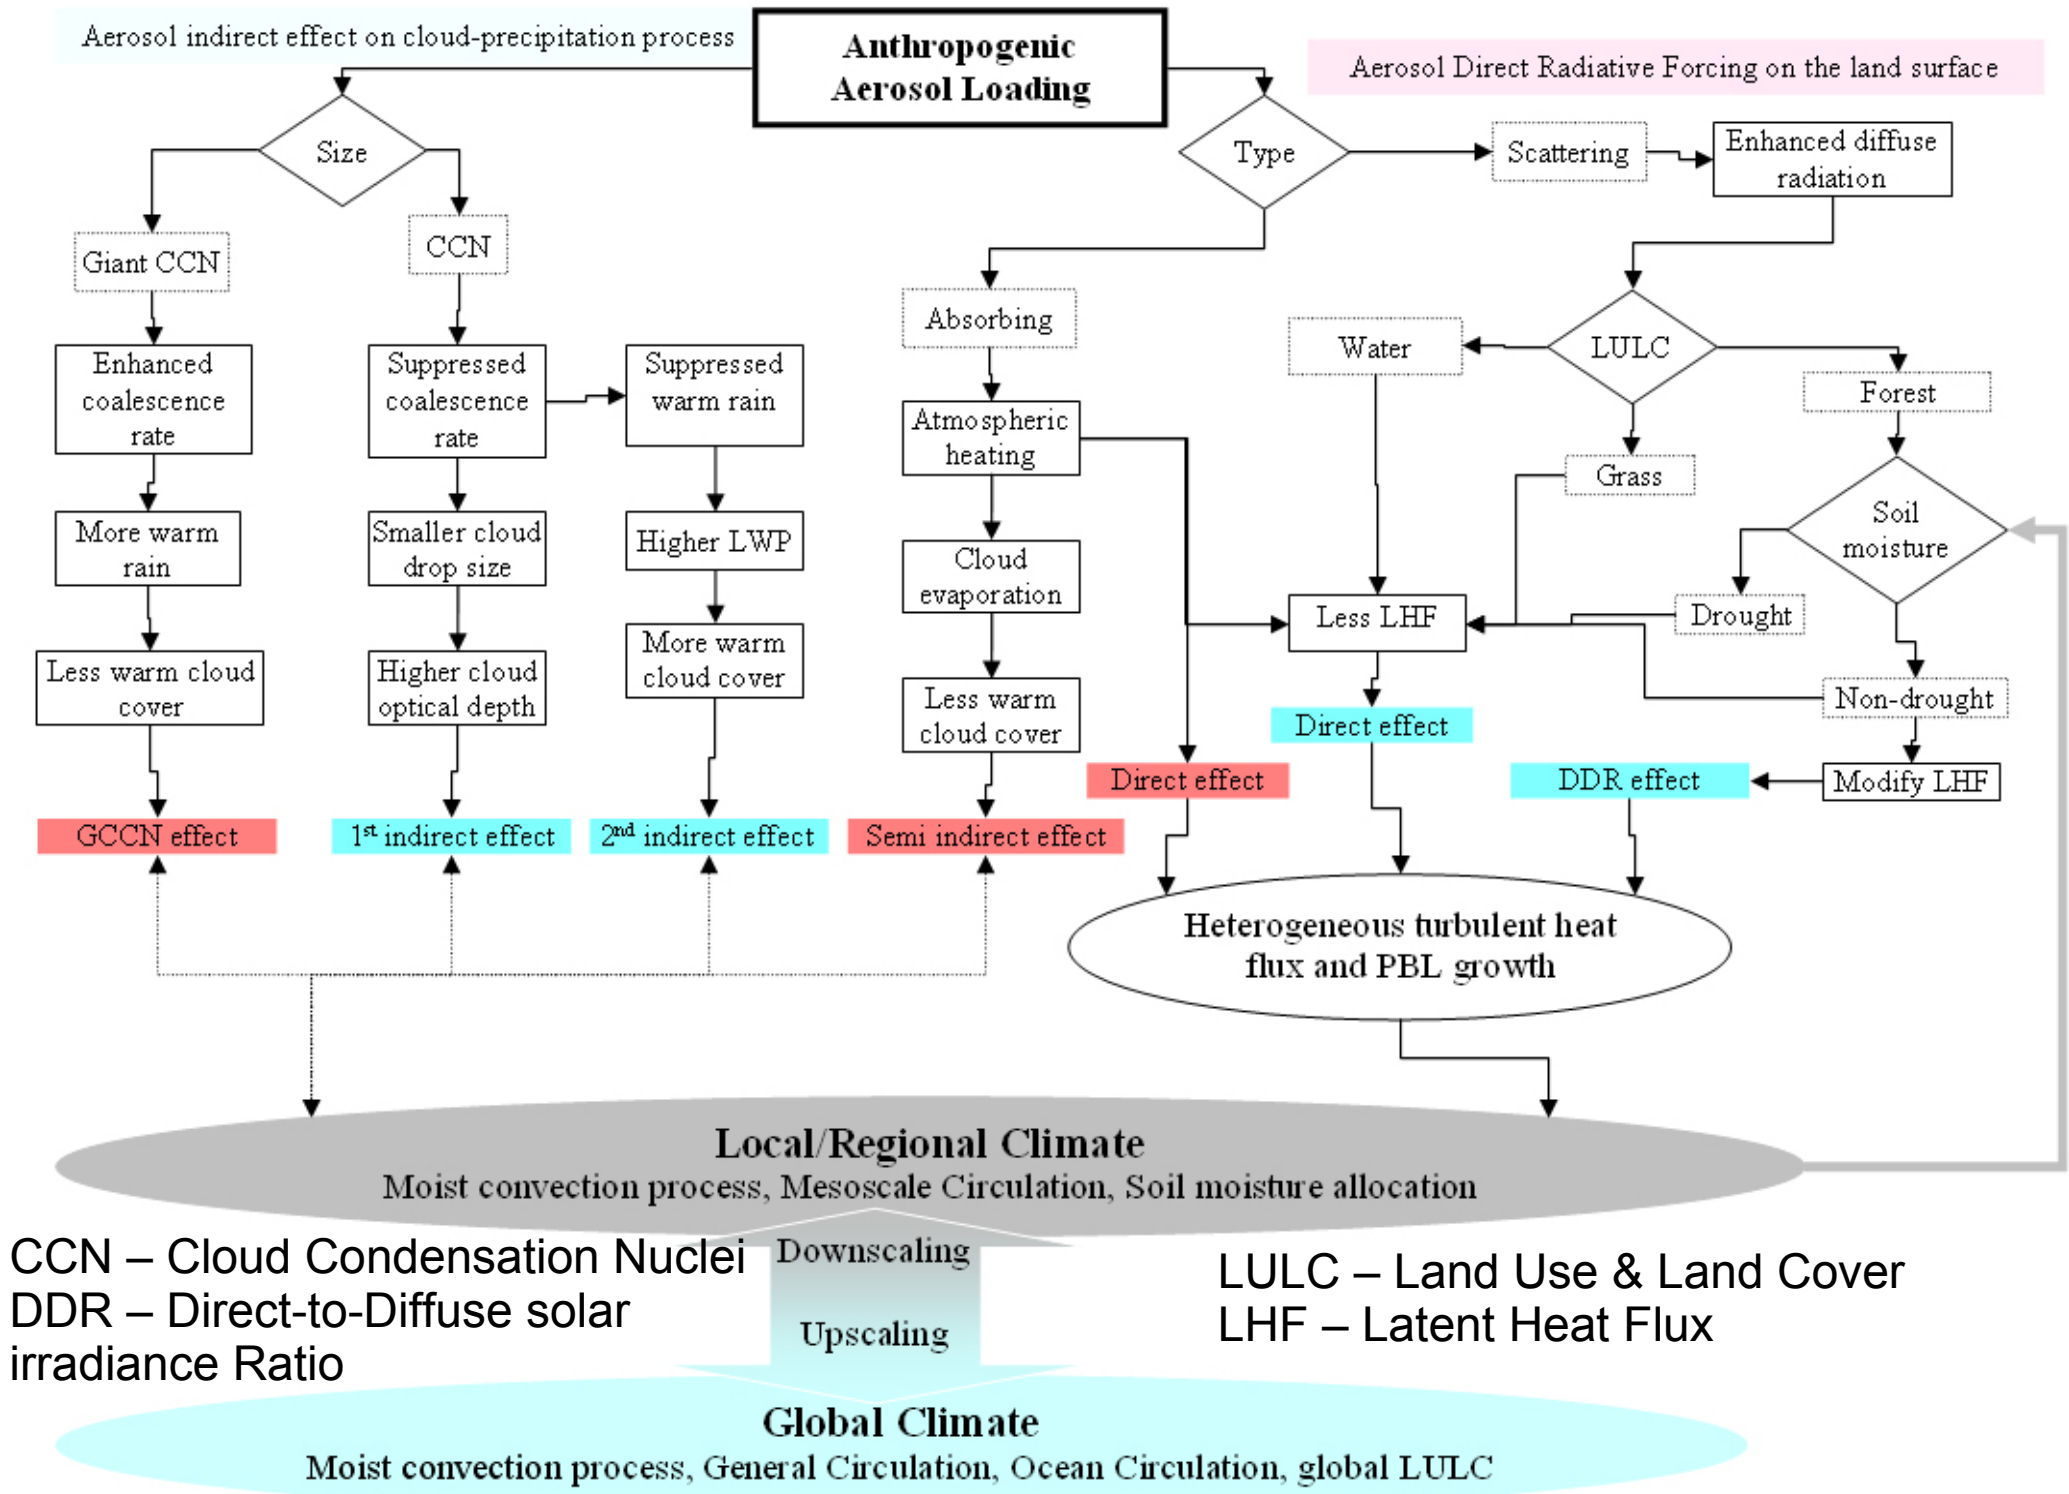 Aerosol indirect effect on cloud-precipitation process
Anthropogenic
Aerosol Loading
Aerosol Direct Radiative Forcing on the land surface
Size
Type
Scattering
Enhanced diffuse
radiation
Giant CCN
CCN
Absorbing
Water
LULC
Forest
Grass
Enhanced
coalescence
rate
Suppressed
coalescence
rate
Suppressed
warm rain
Atmospheric
heating
Soil
moisture
More warm
rain
Smaller cloud
drop size
Higher LWP
Cloud
evaporation
Less LHF
Drought
Less warm cloud
cover
Higher cloud
optical depth
More warm
cloud cover
Less warm
cloud cover
Non-drought
Direct effect
Direct effect
DDR effect
Modify LHF
GCCN effect
1st indirect effect
2nd indirect effect
Semi indirect effect
Heterogeneous turbulent heat
flux and PBL growth
Local/Regional Climate
Moist convection process, Mesoscale Circulation, Soil moisture allocation
CCN – Cloud Condensation Nuclei
DDR – Direct-to-Diffuse solar
irradiance Ratio
Downscaling
Upscaling
LULC – Land Use & Land Cover
LHF – Latent Heat Flux
Global Climate
Moist convection process, General Circulation, Ocean Circulation, global LULC